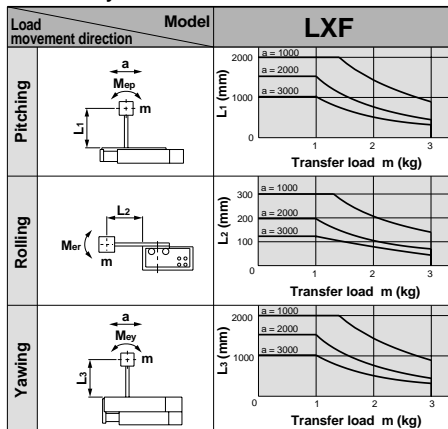 Load
movement direction
Model
LXF
Pitching
a
Mep
m
L1
L1 (mm)
2000
1000
0
a = 1000
a = 2000
a = 3000
1
2
3
Transfer load m (kg)
Rolling
L2
Mer
m
L2 (mm)
300
200
100
0
a = 1000
a = 2000
a = 3000
1
2
3
Transfer load m (kg)
Yawing
a
Mey
m
L3
L3 (mm)
2000
1000
0
a = 1000
a = 2000
a = 3000
1
2
3
Transfer load m (kg)